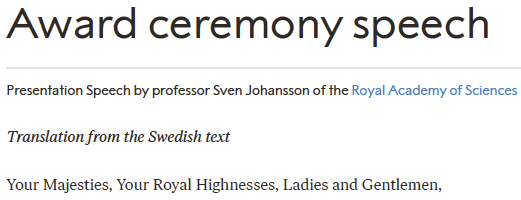 Award ceremony speech
Presentation Speech by professor Sven Johansson of the Royal Academy of Sciences
Translation from the Swedish text
Your Majesties, Your Royal Highnesses, Ladies and Gentlemen,